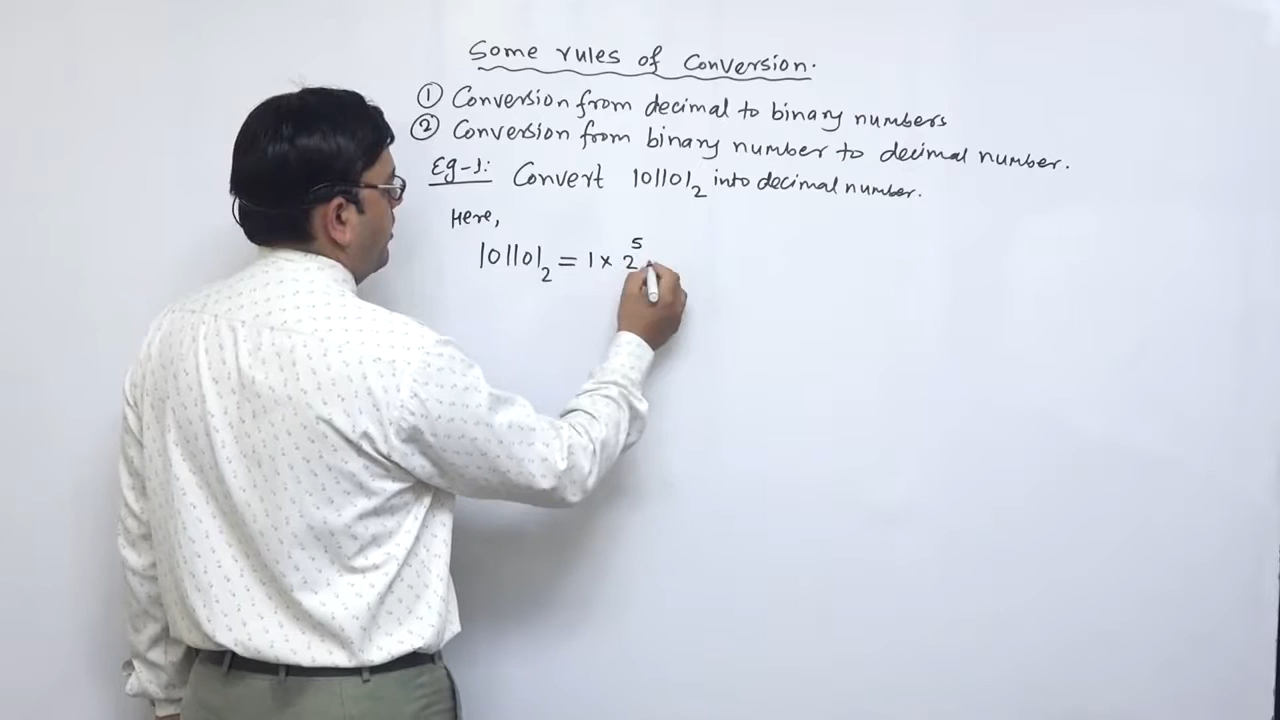 Some rules of Conversion.
① Conversion from decimal to binary numbers
② Conversion from binary number to decimal number.
Eg-1: Convert 101101₂ into decimal number.
Here,
101101₂ = 1 × 2⁵